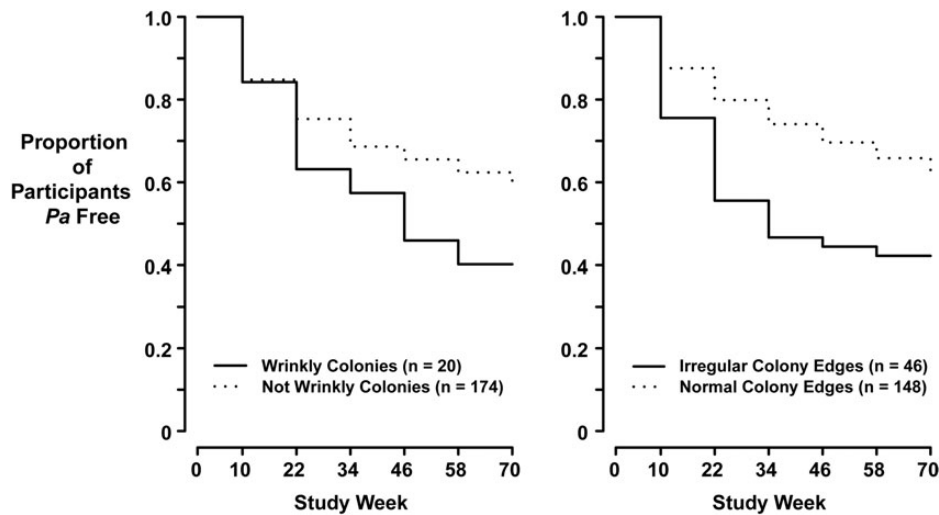 Proportion
of
Participants
Pa Free
1.0
0.8
0.6
0.4
0.2
0
Wrinkly Colonies (n = 20)
Not Wrinkly Colonies (n = 174)
0 10 22 34 46 58 70
Study Week
1.0
0.8
0.6
0.4
0.2
0
Irregular Colony Edges (n = 46)
Normal Colony Edges (n = 148)
0 10 22 34 46 58 70
Study Week